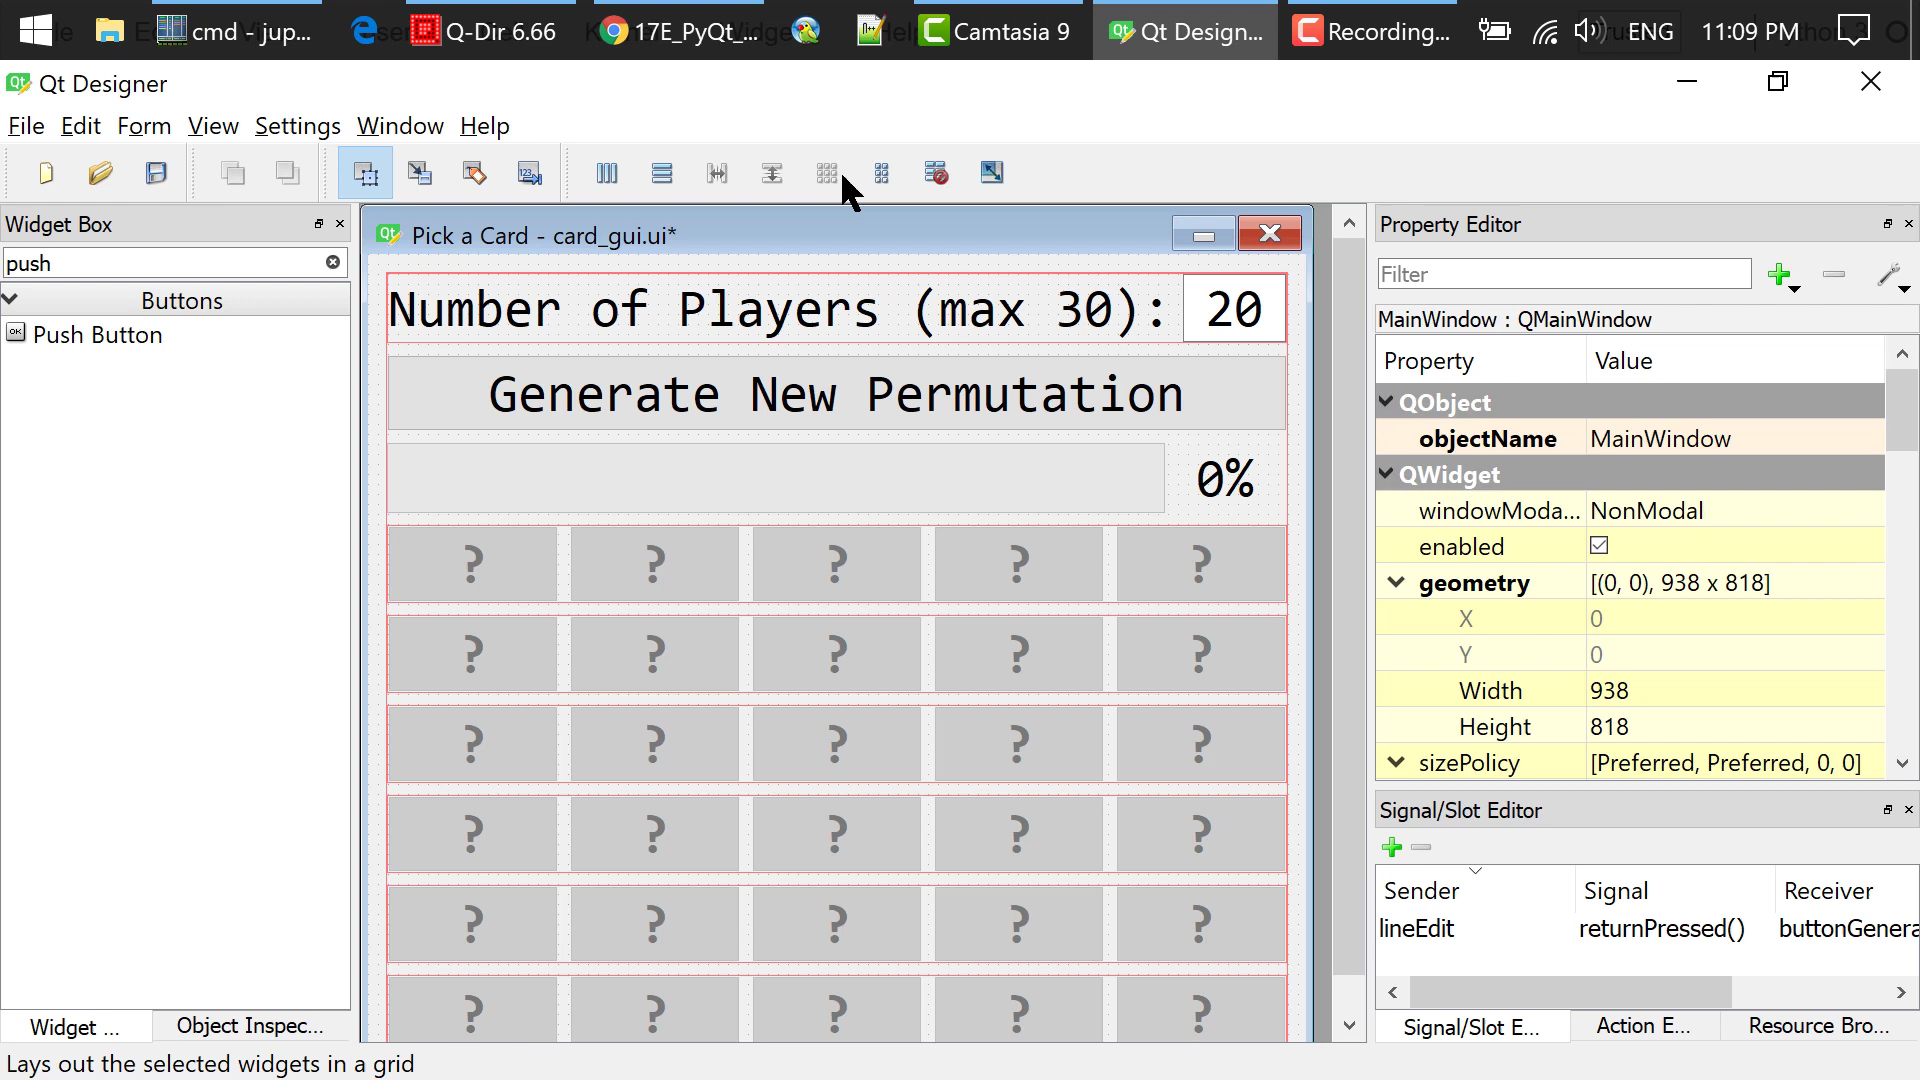 cmd - jup...
Q-Dir 6.66
17E_PyQt_...
Camtasia 9
Qt Design...
Recording...
ENG
11:09 PM
Qt Designer
File Edit Form View Settings Window Help
Widget Box
push
Buttons
Push Button
Widget ...
Object Inspec...
Lays out the selected widgets in a grid
Pick a Card - card_gui.ui*
Number of Players (max 30): 20
Generate New Permutation
0%
? ? ? ? ?
? ? ? ? ?
? ? ? ? ?
? ? ? ? ?
? ? ? ? ?
? ? ? ? ?
Property Editor
Filter
MainWindow : QMainWindow
Property Value
QObject
objectName MainWindow
QWidget
windowModa... NonModal
enabled
geometry [(0, 0), 938 x 818]
X 0
Y 0
Width 938
Height 818
sizePolicy [Preferred, Preferred, 0, 0]
Signal/Slot Editor
Sender Signal Receiver
lineEdit returnPressed() buttonGenera
Signal/Slot E...
Action E...
Resource Bro...